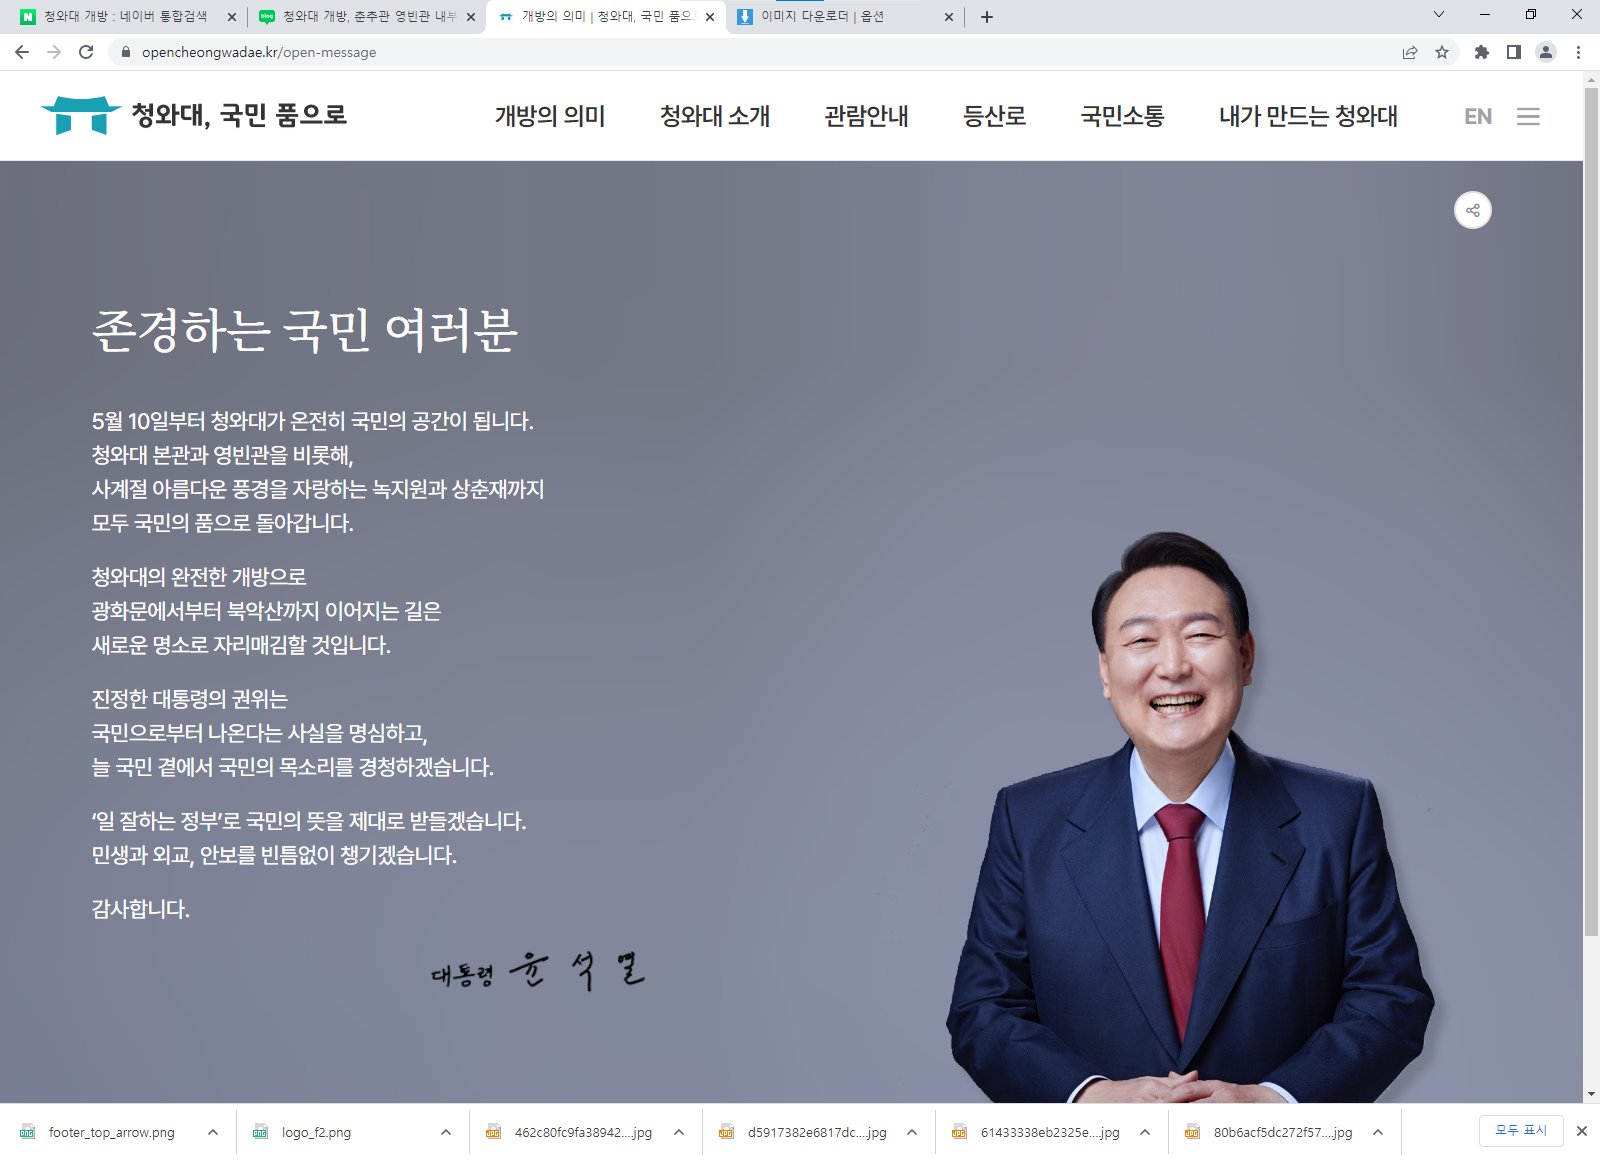 청와대 개방 : 네이버 통합검색
청와대 개방, 춘추관 영빈관 내부
개방의 의미 | 청와대, 국민 품으로
이미지 다운로더 | 옵션
opencheongwadae.kr/open-message
청와대, 국민 품으로
개방의 의미
청와대 소개
관람안내
등산로
국민소통
내가 만드는 청와대
EN
존경하는 국민 여러분
5월 10일부터 청와대가 온전히 국민의 공간이 됩니다.
청와대 본관과 영빈관을 비롯해,
사계절 아름다운 풍경을 자랑하는 녹지원과 상춘재까지
모두 국민의 품으로 돌아갑니다.
청와대의 완전한 개방으로
광화문에서부터 북악산까지 이어지는 길은
새로운 명소로 자리매김할 것입니다.
진정한 대통령의 권위는
국민으로부터 나온다는 사실을 명심하고,
늘 국민 곁에서 국민의 목소리를 경청하겠습니다.
‘일 잘하는 정부’로 국민의 뜻을 제대로 받들겠습니다.
민생과 외교, 안보를 빈틈없이 챙기겠습니다.
감사합니다.
대통령 윤석열
footer_top_arrow.png
logo_f2.png
462c80fc9fa38942....jpg
d5917382e6817dc....jpg
61433338eb2325e....jpg
80b6acf5dc272f57....jpg
모두 표시